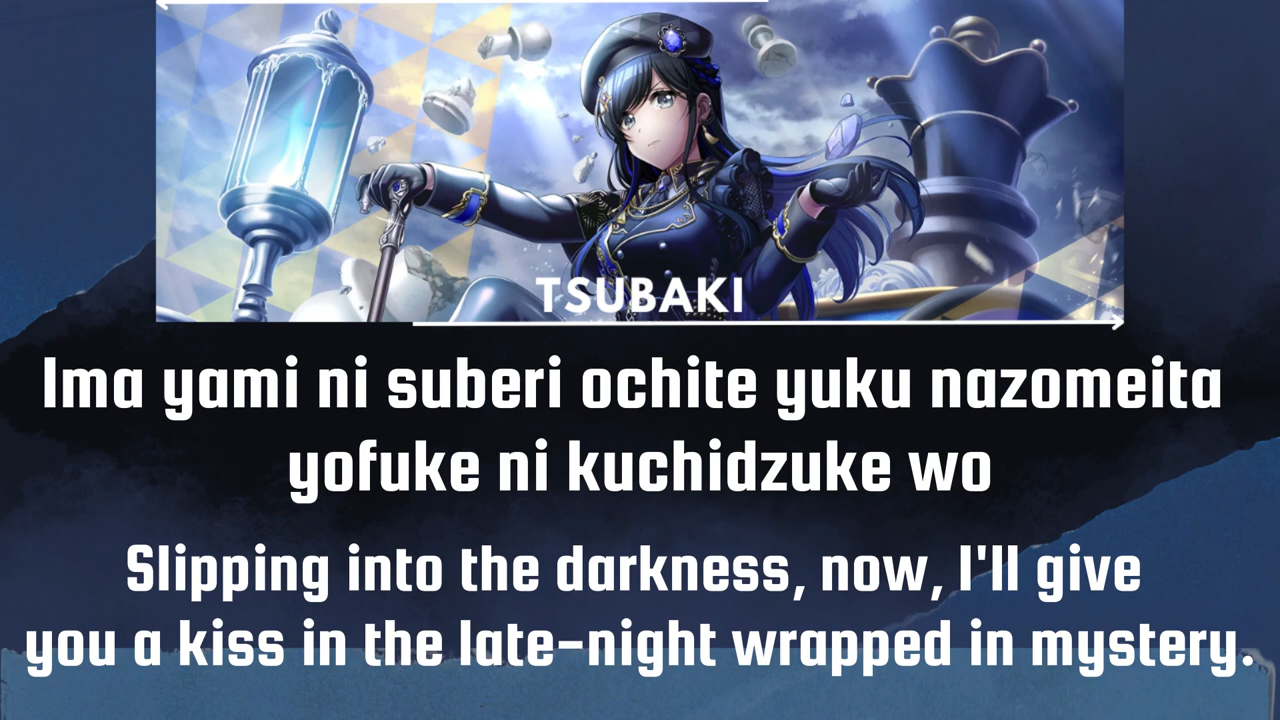 TSUBAKI
Ima yami ni suberi ochite yuku nazomeita
yofuke ni kuchidzuke wo
Slipping into the darkness, now, I'll give
you a kiss in the late-night wrapped in mystery.